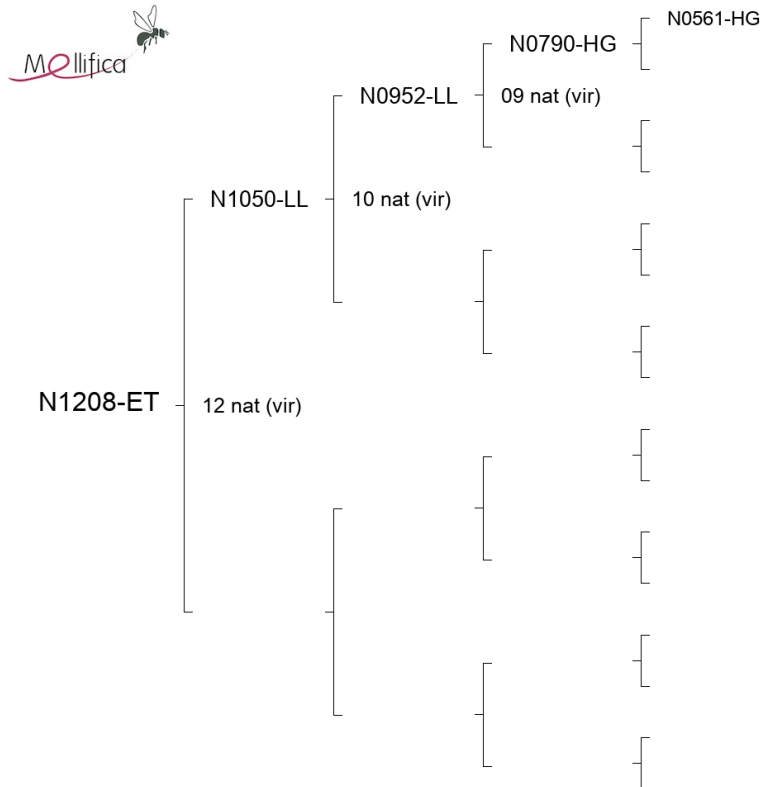 Mellifica
N0561-HG
N0790-HG
N0952-LL
09 nat (vir)
N1050-LL
10 nat (vir)
N1208-ET
12 nat (vir)